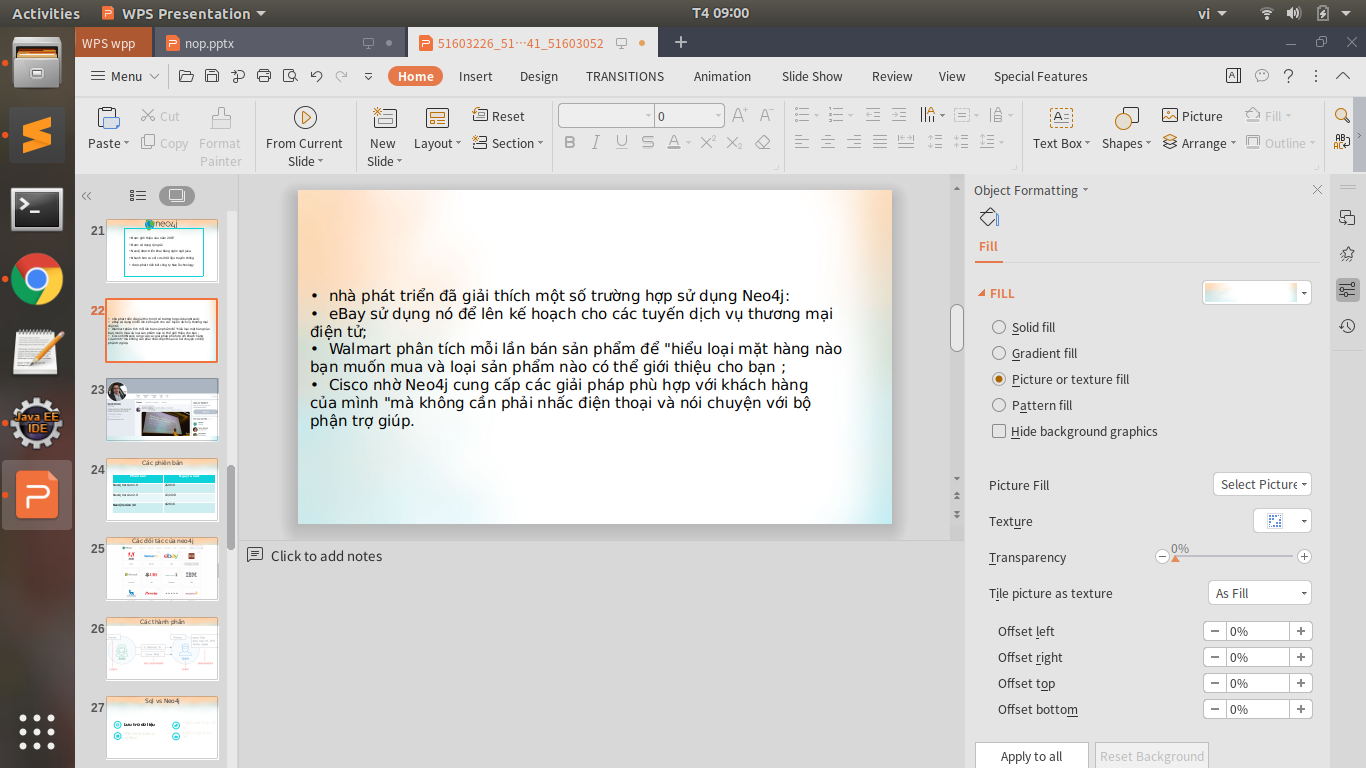 Activities
WPS Presentation
T4 09:00
vi
WPS wpp
nop.pptx
51603226_51···41_51603052
Menu
Home
Insert
Design
TRANSITIONS
Animation
Slide Show
Review
View
Special Features
Paste
Cut
Copy
Format Painter
From Current Slide
New Slide
Layout
Reset
Section
0
B I U S A X² X₂
Text Box
Shapes
Picture
Arrange
Fill
Outline
21
neo4j
22
23
24
Các phiên bản
25
Các đối tác của neo4j
26
Các thành phần
27
Sql vs Neo4j
Lưu trữ dữ liệu
• nhà phát triển đã giải thích một số trường hợp sử dụng Neo4j:
• eBay sử dụng nó để lên kế hoạch cho các tuyến dịch vụ thương mại
điện tử;
• Walmart phân tích mỗi lần bán sản phẩm để "hiểu loại mặt hàng nào
bạn muốn mua và loại sản phẩm nào có thể giới thiệu cho bạn ;
• Cisco nhờ Neo4j cung cấp các giải pháp phù hợp với khách hàng
của mình "mà không cần phải nhấc điện thoại và nói chuyện với bộ
phận trợ giúp.
Click to add notes
Object Formatting
Fill
FILL
Solid fill
Gradient fill
Picture or texture fill
Pattern fill
Hide background graphics
Picture Fill
Select Picture
Texture
Transparency
0%
Tile picture as texture
As Fill
Offset left
0%
Offset right
0%
Offset top
0%
Offset bottom
0%
Apply to all
Reset Background
Java EE
IDE